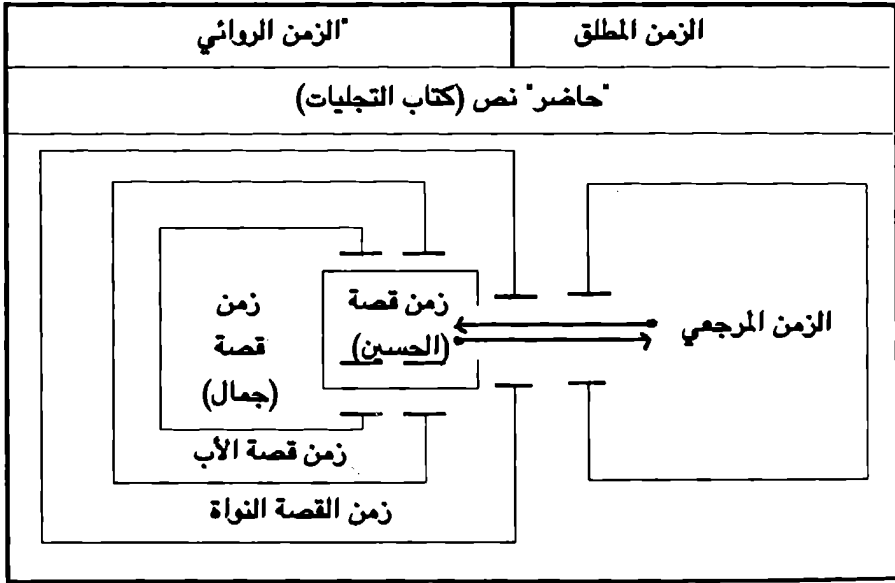 الزمن المطلق
"الزمن الروائي
"حاضر" نص (كتاب التجليات)
الزمن المرجعي
زمن قصة
(الحسين)
زمن
قصة
(جمال)
زمن قصة الأب
زمن القصة النواة